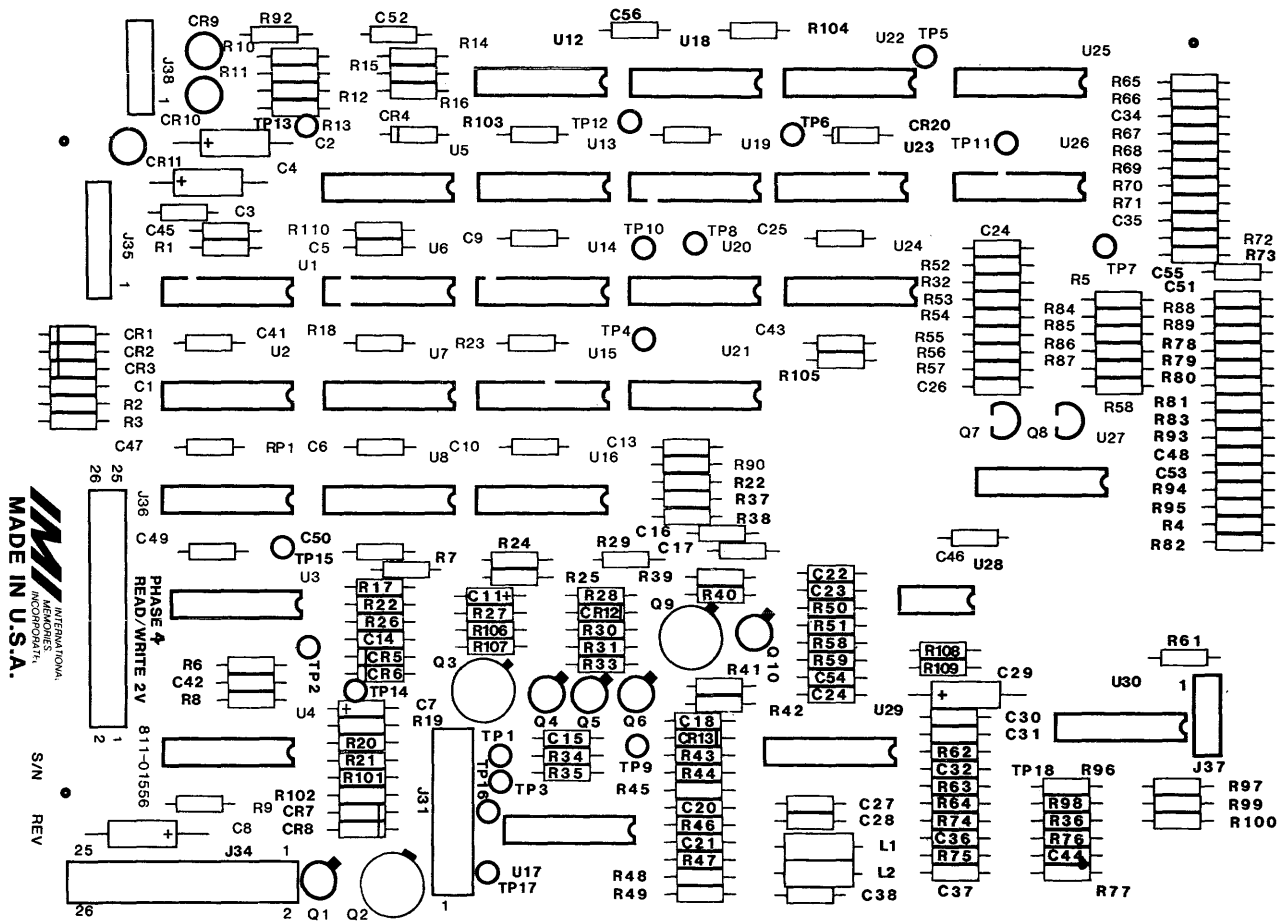 CR9 R92 C52 C56 U12 U18 R104 U22 TP5 U25
R10 R14
J38 R11 R15
1 R12 R16
CR10 TP13 R13 C2 CR4 U5 R103 TP12 U13 U19 TP6 CR20 U23 TP11 U26
CR11 + C4
+
C3
C45 R1 R110 C5 U6 C9 U14 TP10 TP8 U20 C25 U24 C24 TP7
J35 1
U1
R52
R32
R53
R54
R55
R56
R57
C26
R5
R84
R85
R86
R87
R58
R65
R66
C34
R67
R68
R69
R70
R71
C35
R72
R73
C55
C51
R88
R89
R78
R79
R80
R81
R83
R93
C48
C53
R94
R95
R4
R82
CR1
CR2
CR3
C1
R2
R3
C41 U2 R18 U7 R23 U15 TP4 U21 C43 R105
Q7 Q8 U27
C47 RP1 C6 U8 C10 U16 C13
R90
R22
R37
R38
26 25
J36
2 1
C49 TP15 U3 C50 R7 R24 R29 C16 C17 C46 U28
IMI
INTERNATIONAL
MEMORIES
INCORPORATE,
MADE IN U.S.A.
PHASE 4
READ/WRITE 2V
811-01556
S/N REV
R17
R22
R26
C14
CR5
CR6
C11+
R27
R106
R107
R25
R28
CR12
R30
R31
R33
R39
R40
Q9
Q10
C22
C23
R50
R51
R58
R59
C54
C24
R108
R109
R61
R6
C42
R8
TP2
TP14
Q3
Q4 Q5 Q6
R41
R42
U29
+
C29
C30
C31
U30
1
J37
U4
+
C7
R19
R20
R21
R101
R102
CR7
CR8
TP1
TP16
TP3
C15
R34
R35
TP9
C18
CR13
R43
R44
R45
C20
R46
C21
R47
R48
R49
R62
C32
R63
R64
R74
C36
R75
C37
TP18 R96
R98
R36
R76
C44
R77
R97
R99
R100
R9
C8
+
25 J34 1
26 2
Q1 Q2
J31
1
U17
TP17
C27
C28
L1
L2
C38